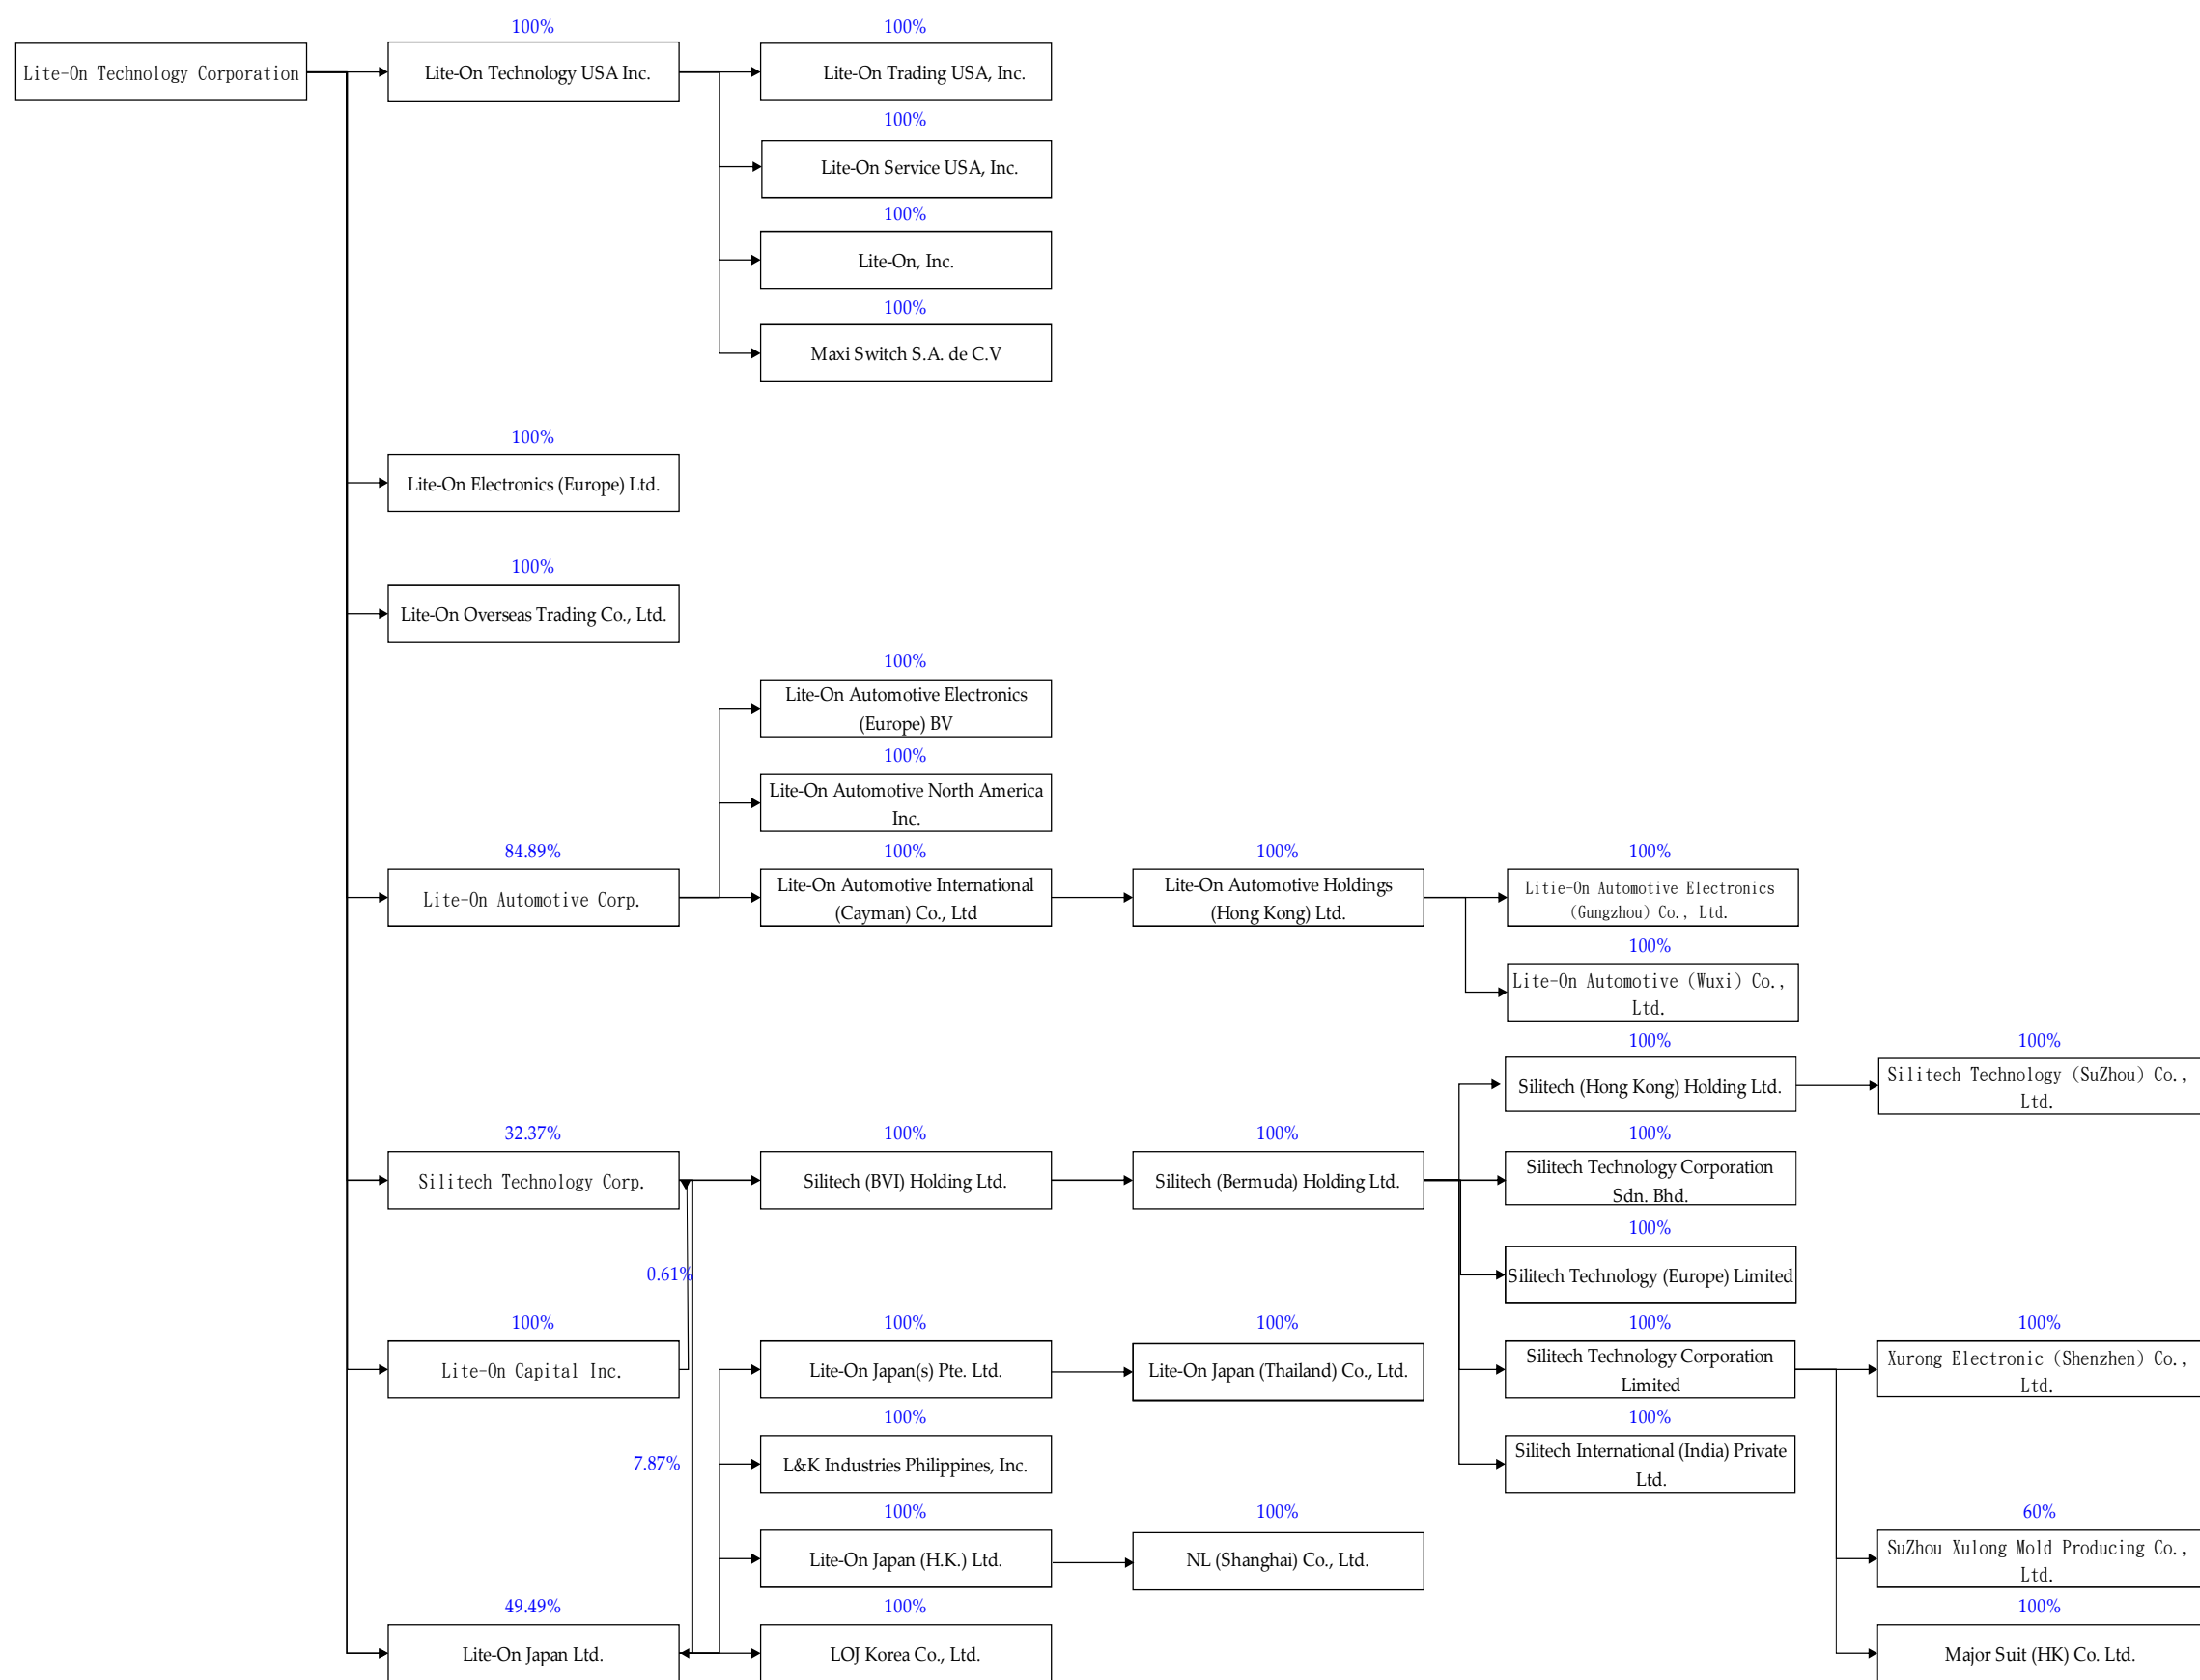 100%
100%
Lite-On Technology Corporation
Lite-On Technology USA Inc.
Lite-On Trading USA, Inc.
100%
Lite-On Service USA, Inc.
100%
Lite-On, Inc.
100%
Maxi Switch S.A. de C.V
100%
Lite-On Electronics (Europe) Ltd.
100%
Lite-On Overseas Trading Co., Ltd.
100%
Lite-On Automotive Electronics
(Europe) BV
100%
Lite-On Automotive North America
Inc.
84.89%
100%
100%
100%
Lite-On Automotive Corp.
Lite-On Automotive International
(Cayman) Co., Ltd
Lite-On Automotive Holdings
(Hong Kong) Ltd.
Litie-On Automotive Electronics
(Gungzhou) Co., Ltd.
100%
Lite-On Automotive (Wuxi) Co.,
Ltd.
100%
100%
Silitech (Hong Kong) Holding Ltd.
Silitech Technology (SuZhou) Co.,
Ltd.
32.37%
100%
100%
100%
Silitech Technology Corp.
Silitech (BVI) Holding Ltd.
Silitech (Bermuda) Holding Ltd.
Silitech Technology Corporation
Sdn. Bhd.
100%
0.61%
Silitech Technology (Europe) Limited
100%
100%
100%
100%
100%
Lite-On Capital Inc.
Lite-On Japan(s) Pte. Ltd.
Lite-On Japan (Thailand) Co., Ltd.
Silitech Technology Corporation
Limited
Xurong Electronic (Shenzhen) Co.,
Ltd.
100%
100%
7.87%
L&K Industries Philippines, Inc.
Silitech International (India) Private
Ltd.
100%
100%
60%
Lite-On Japan (H.K.) Ltd.
NL (Shanghai) Co., Ltd.
SuZhou Xulong Mold Producing Co.,
Ltd.
49.49%
100%
100%
Lite-On Japan Ltd.
LOJ Korea Co., Ltd.
Major Suit (HK) Co. Ltd.